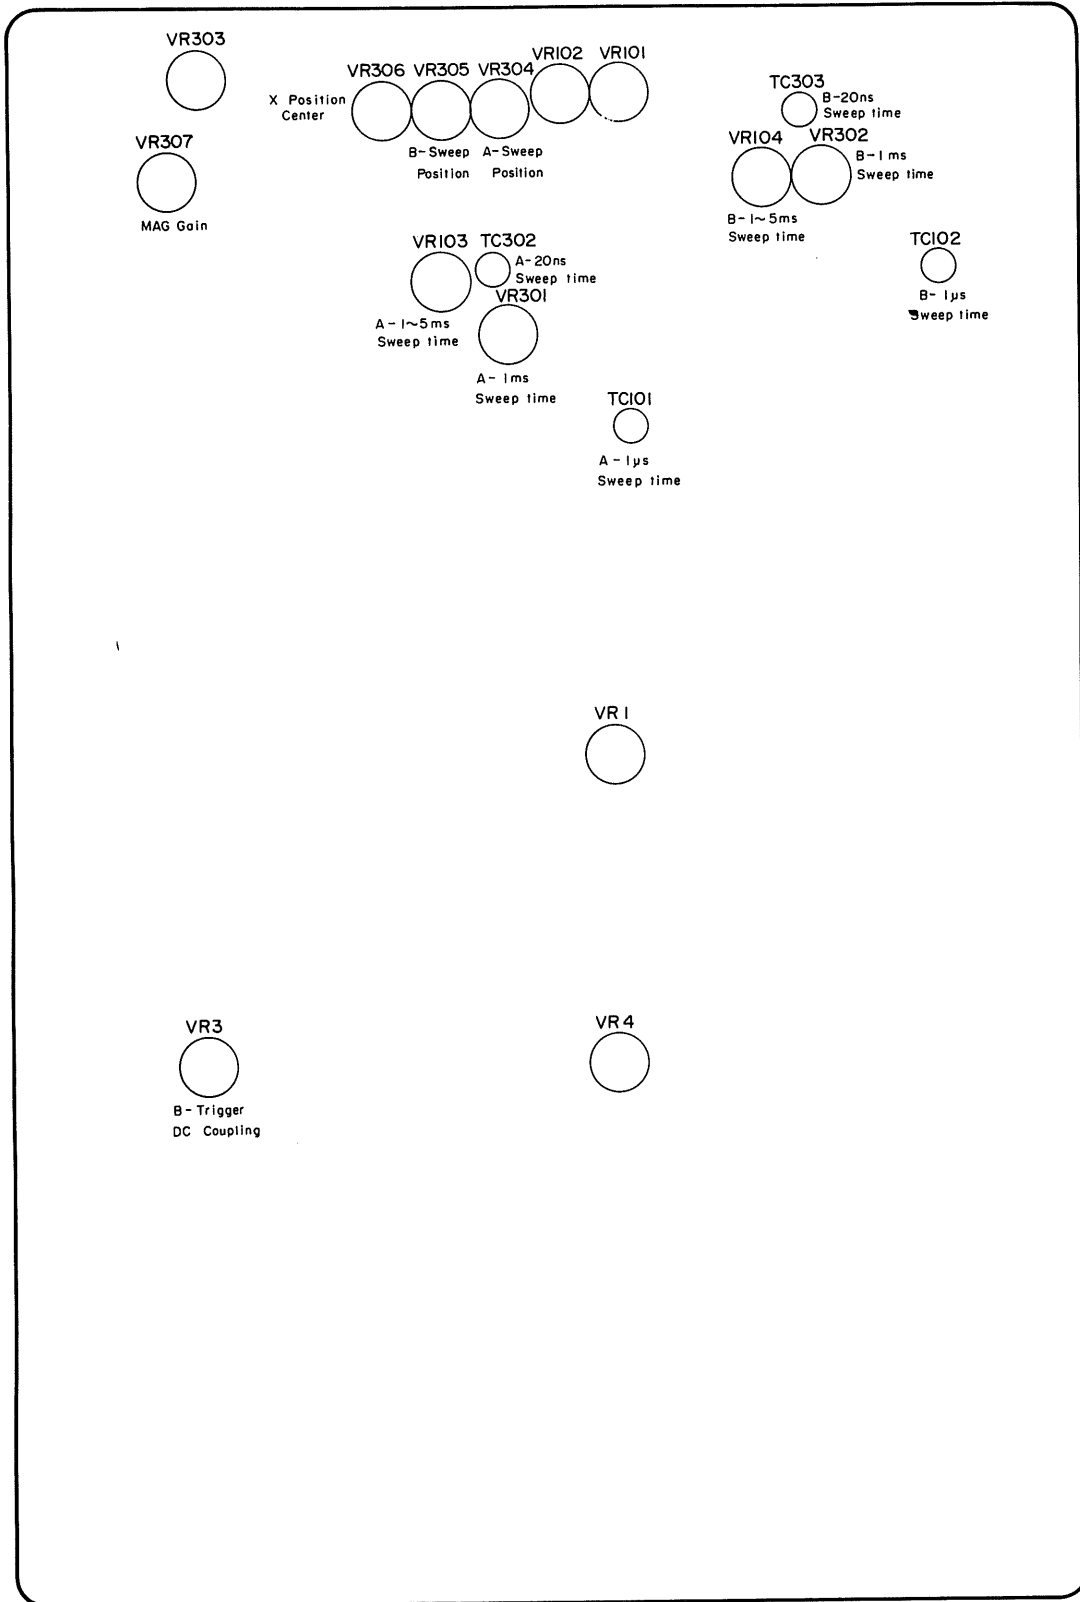 VR303
VR306 VR305 VR304 VR102 VR101
X Position
Center
B-Sweep
Position
A-Sweep
Position
TC303
B-20ns
Sweep time
VR104 VR302
B-1ms
Sweep time
B-1~5ms
Sweep time
VR307
MAG Gain
VR103 TC302
A-20ns
Sweep time
VR301
A-1~5ms
Sweep time
A-1ms
Sweep time
TC102
B-1µs
Sweep time
TC101
A-1µs
Sweep time
VR1
VR3
B-Trigger
DC Coupling
VR4